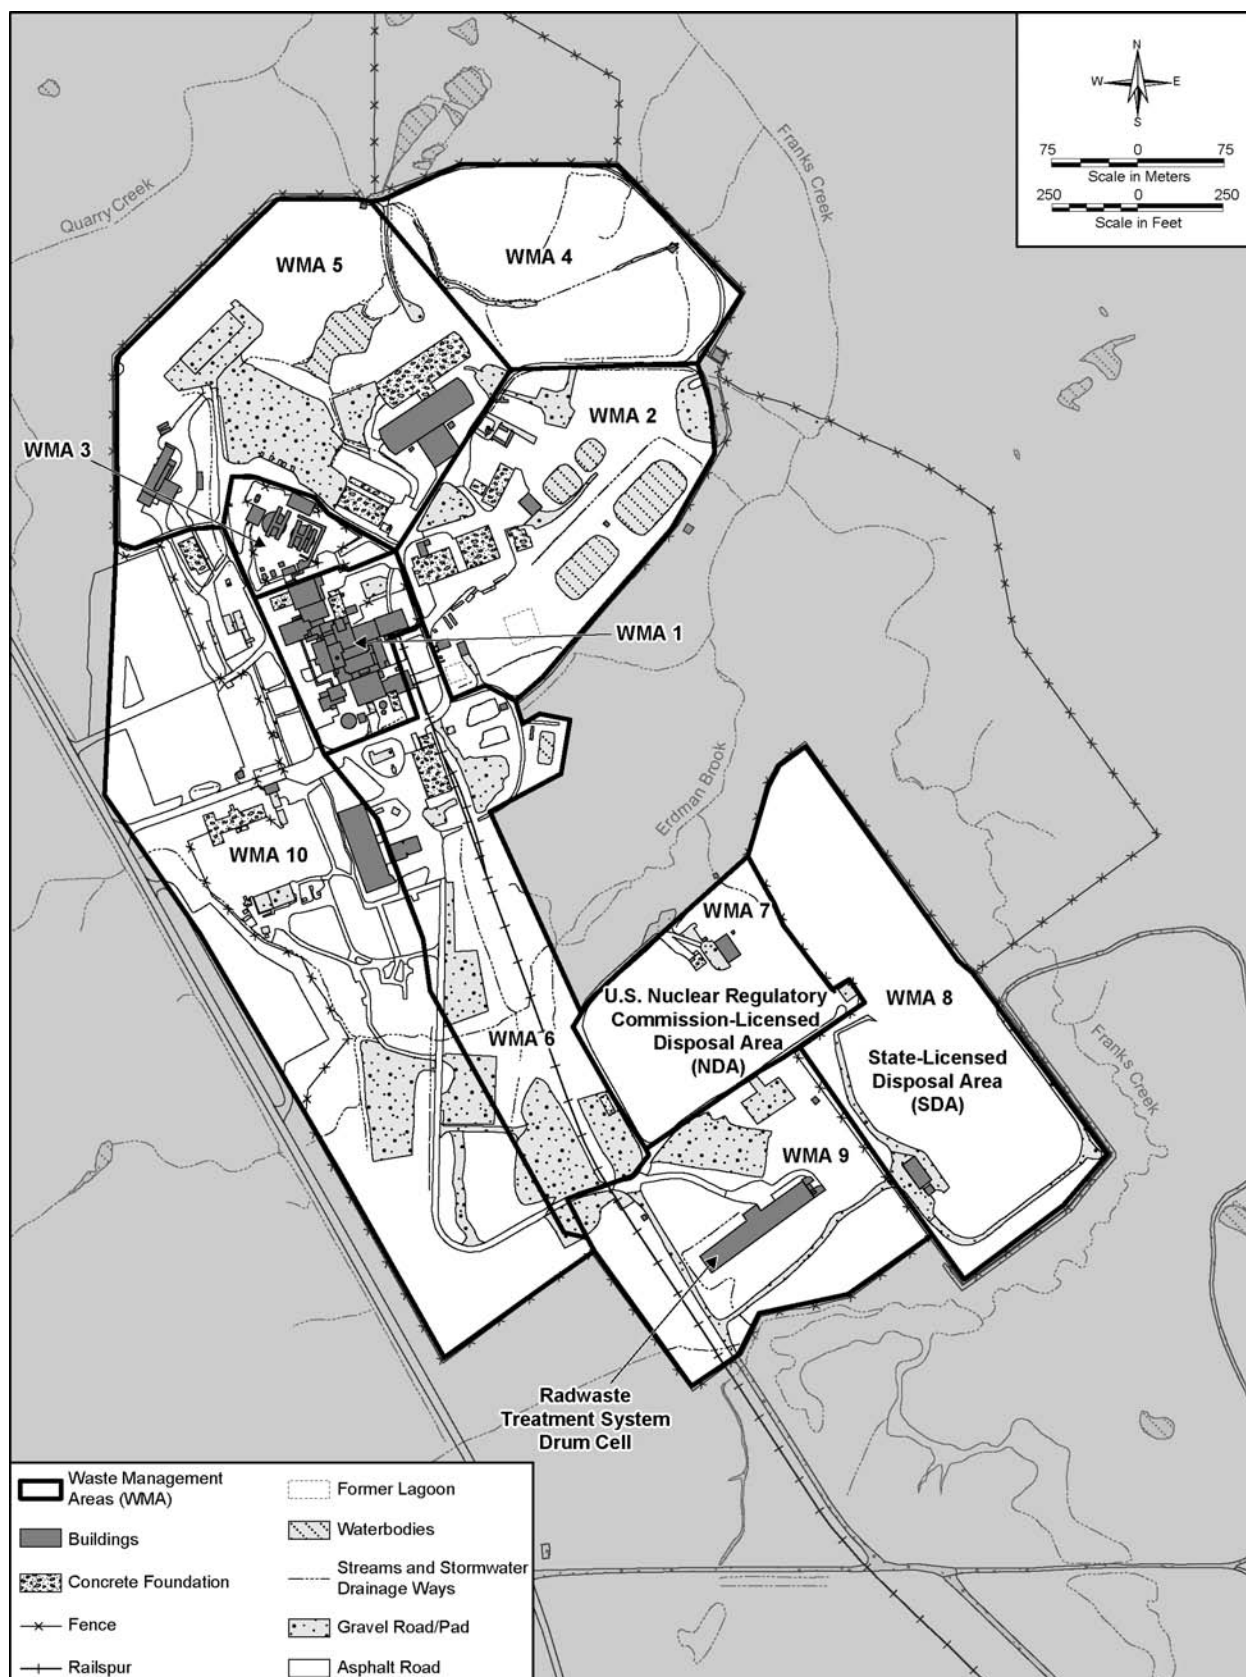 N
W E
S
75 0 75
Scale in Meters
250 0 250
Scale in Feet
Quarry Creek
Franks Creek
WMA 5
WMA 4
WMA 2
WMA 3
WMA 1
Erdman Brook
WMA 10
WMA 7
U.S. Nuclear Regulatory
Commission-Licensed
Disposal Area
(NDA)
WMA 8
State-Licensed
Disposal Area
(SDA)
WMA 6
Franks Creek
WMA 9
Radwaste
Treatment System
Drum Cell
Waste Management
Areas (WMA)
Buildings
Concrete Foundation
Fence
Railspur
Former Lagoon
Waterbodies
Streams and Stormwater
Drainage Ways
Gravel Road/Pad
Asphalt Road